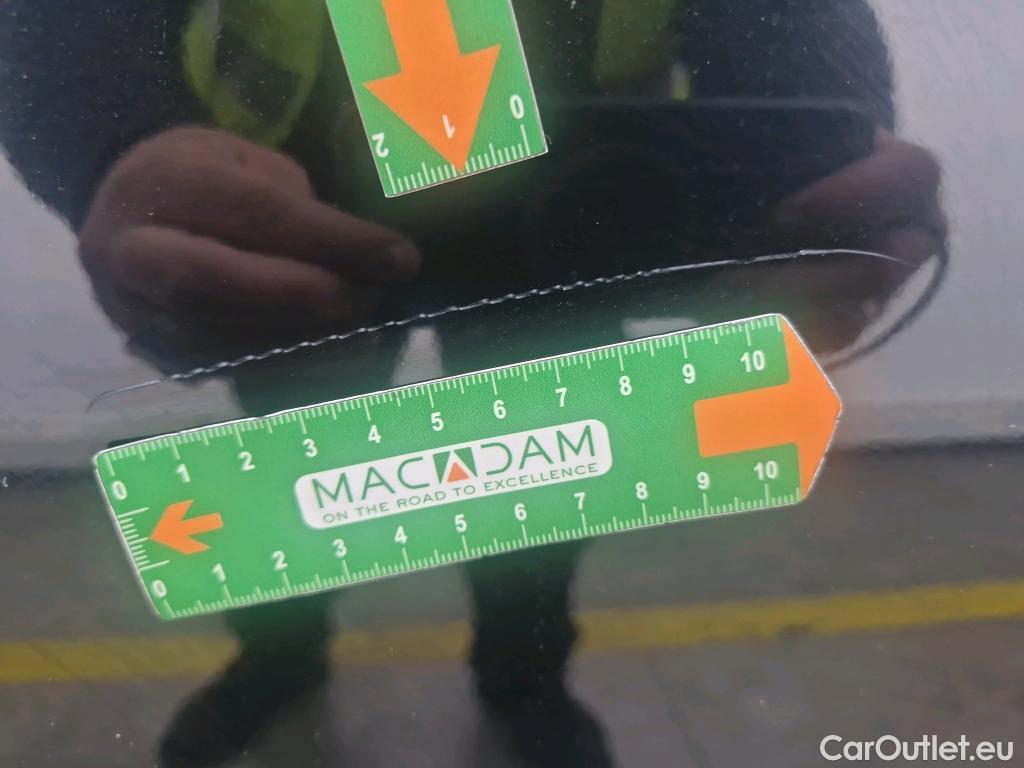 2 1 0
0 1 2 3 4 5 6 7 8 9 10
MACADAM
ON THE ROAD TO EXCELLENCE
0 1 2 3 4 5 6 7 8 9 10
CarOutlet.eu